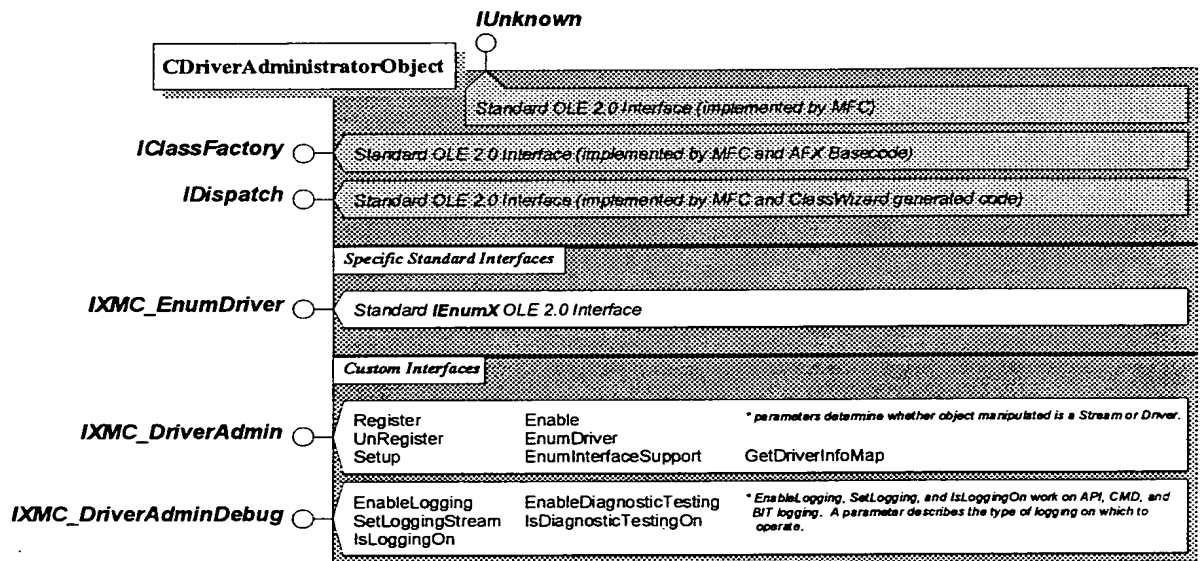 IUnknown
CDriverAdministratorObject
Standard OLE 2.0 Interface (implemented by MFC)
IClassFactory
Standard OLE 2.0 Interface (implemented by MFC and AFX Basecode)
IDispatch
Standard OLE 2.0 Interface (implemented by MFC and ClassWizard generated code)
Specific Standard Interfaces
IXMC_EnumDriver
Standard IEnumX OLE 2.0 Interface
Custom Interfaces
IXMC_DriverAdmin
Register Enable * parameters determine whether object manipulated is a Stream or Driver.
UnRegister EnumDriver
Setup EnumInterfaceSupport GetDriverInfoMap
IXMC_DriverAdminDebug
EnableLogging EnableDiagnosticTesting * EnableLogging, SetLogging, and IsLoggingOn work on API, CMD, and
SetLoggingStream IsDiagnosticTestingOn BIT logging. A parameter describes the type of logging on which to
IsLoggingOn operate.